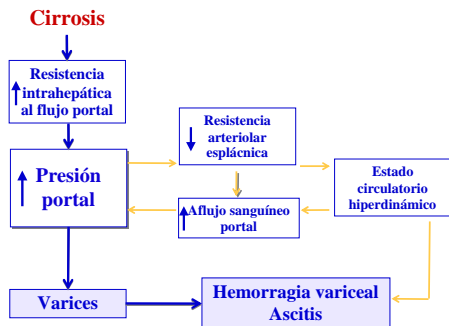 Cirrosis
Resistencia
intrahepática
al flujo portal
Resistencia
arteriolar
esplácnica
Presión
portal
Estado
circulatorio
hiperdinámico
Aflujo sanguíneo
portal
Varices
Hemorragia variceal
Ascitis